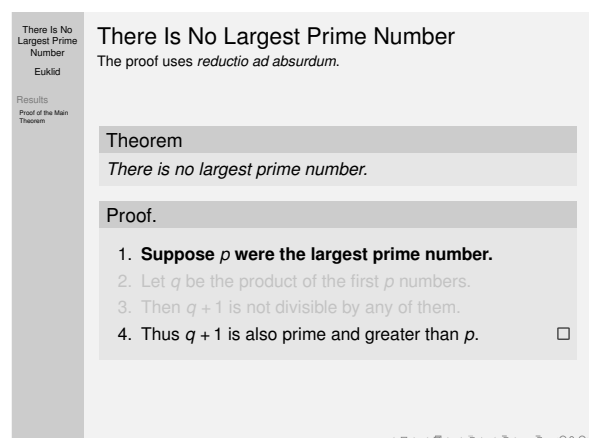 There Is No
Largest Prime
Number
Euklid
Results
Proof of the Main
Theorem
There Is No Largest Prime Number
The proof uses reductio ad absurdum.
Theorem
There is no largest prime number.
Proof.
1. Suppose p were the largest prime number.
2. Let q be the product of the first p numbers.
3. Then q + 1 is not divisible by any of them.
4. Thus q + 1 is also prime and greater than p. □